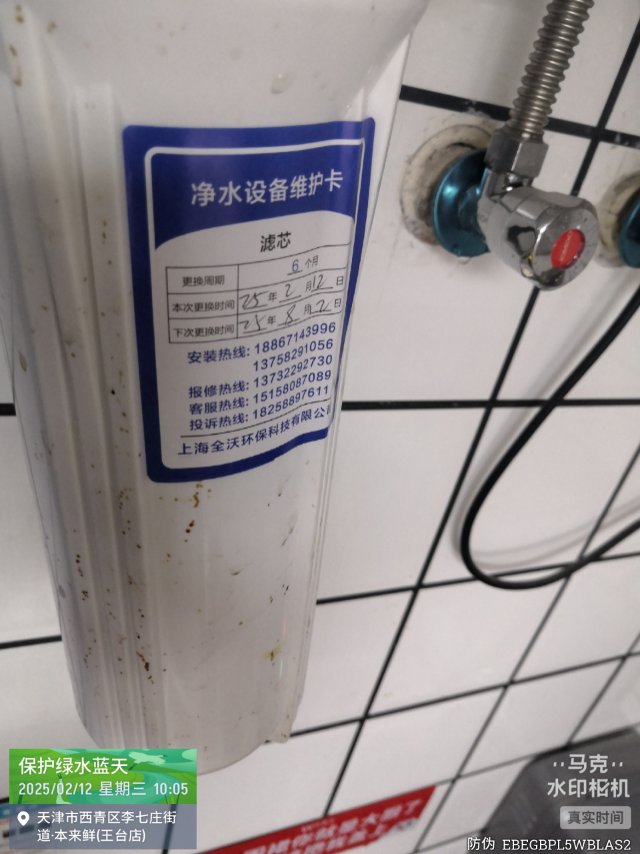 净水设备维护卡
滤芯
更换周期 6个月
本次更换时间 25年2月12日
下次更换时间 25年8月12日
安装热线: 18867143996
13758291056
报修热线: 13732292730
客服热线: 15158087089
投诉热线: 18258897611
上海全沃环保科技有限公
保护绿水蓝天
2025/02/12 星期三 10:05
天津市西青区李七庄街
道·本来鲜(王台店)
马克
水印相机
真实时间
防伪 EBEGBPL5WBLAS2